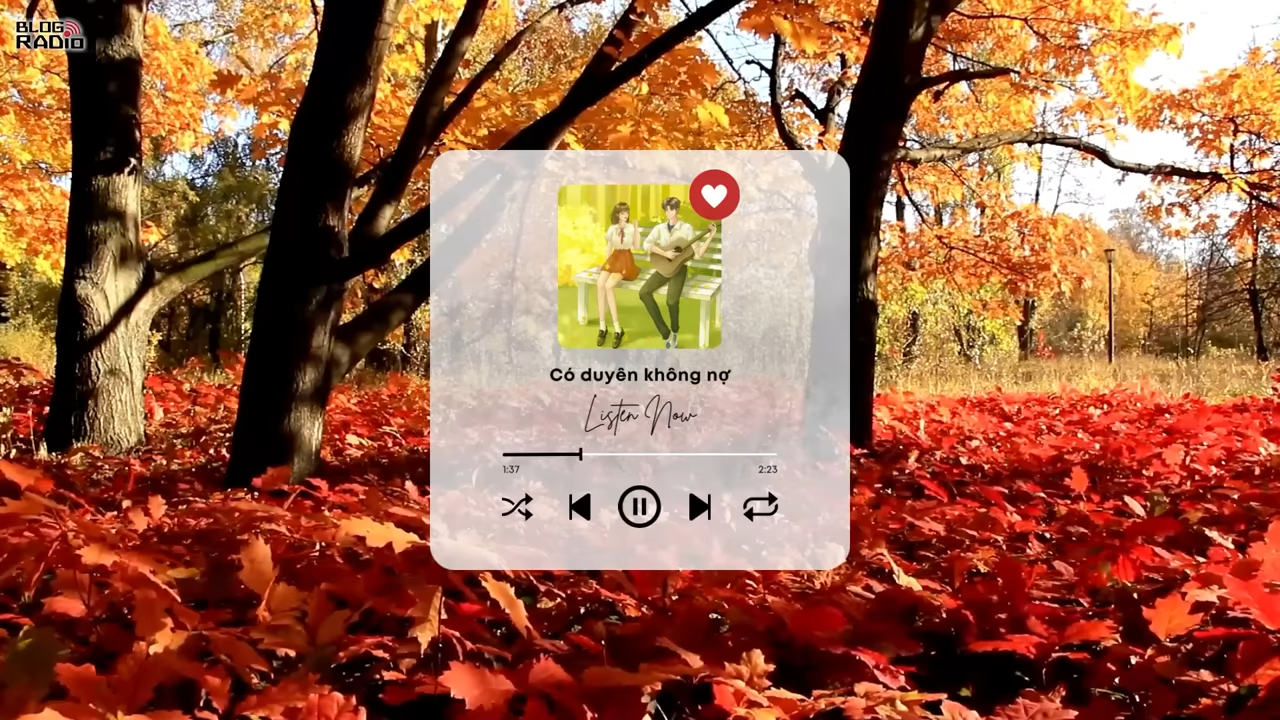 BLOG
RADIO
Có duyên không nợ
Listen Now
1:37
2:23